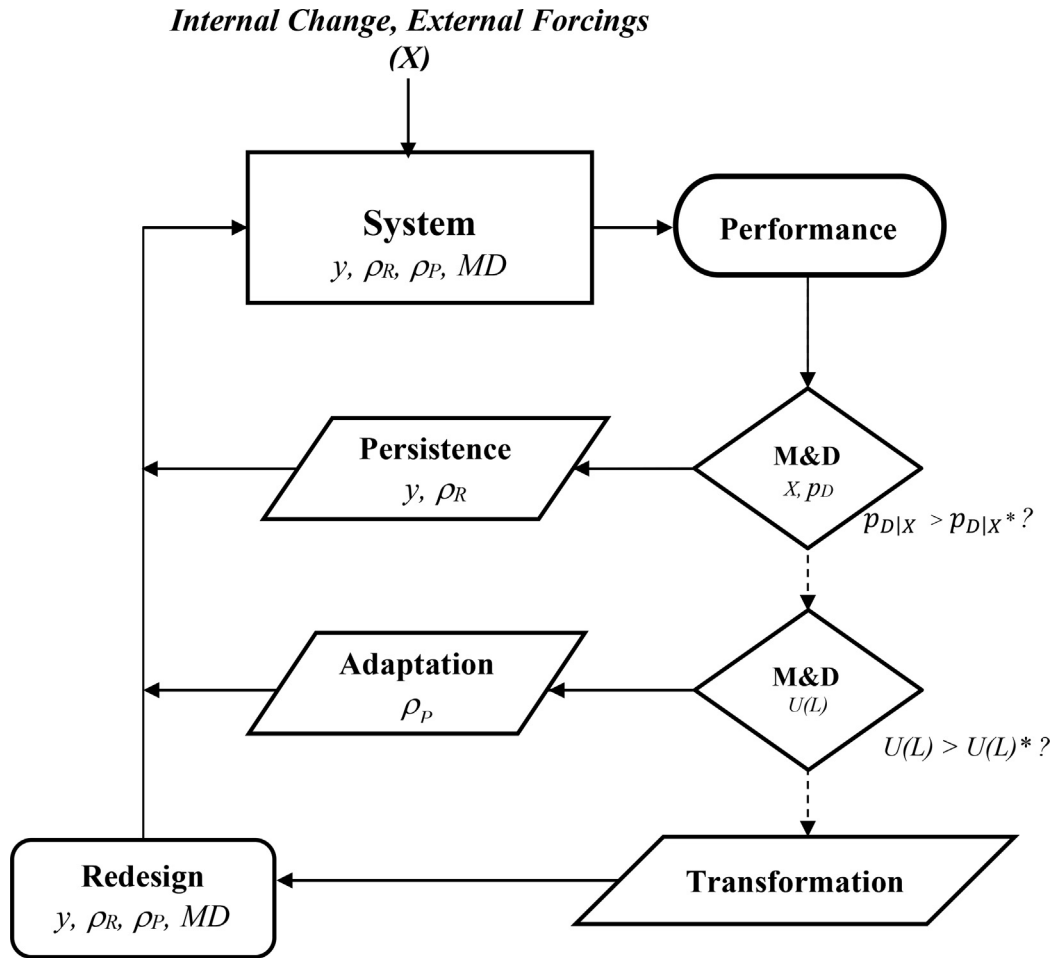 Internal Change, External Forcings
(X)
System
y, ρR, ρP, MD
Performance
Persistence
y, ρR
M&D
X, pD
pD|X > pD|X* ?
Adaptation
ρP
M&D
U(L)
U(L) > U(L)* ?
Redesign
y, ρR, ρP, MD
Transformation